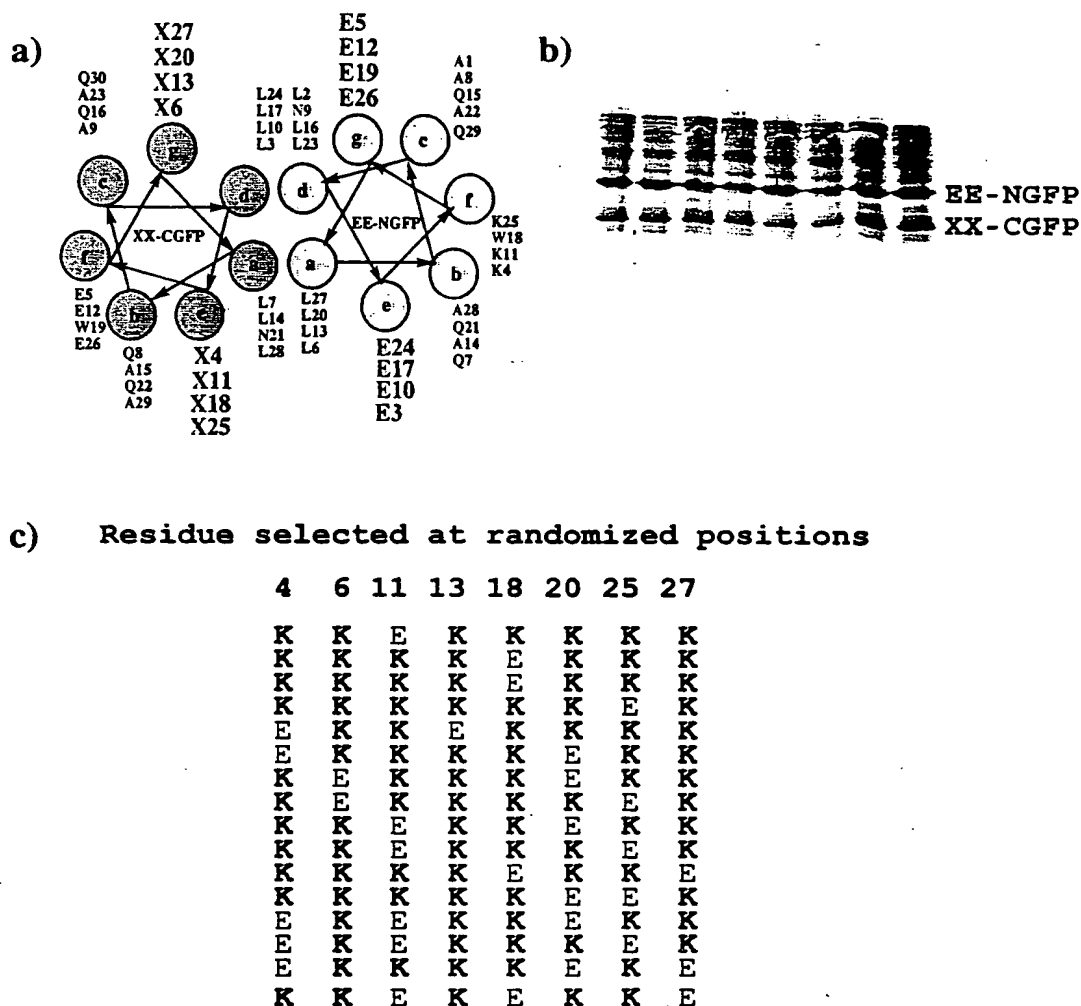 a)
X27
X20
X13
X6
Q30
A23
Q16
A9
g
c
d
XX-CGFP
f
a
b
e
E5
E12
W19
E26
Q8
A15
Q22
A29
X4
X11
X18
X25
L7
L14
N21
L28
E5
E12
E19
E26
L24 L2
L17 N9
L10 L16
L3 L23
A1
A8
Q15
A22
Q29
g
c
d
EE-NGFP
f
a
b
e
K25
W18
K11
K4
L27
L20
L13
L6
A28
Q21
A14
Q7
E24
E17
E10
E3
b)
EE-NGFP
XX-CGFP
c) Residue selected at randomized positions
4 6 11 13 18 20 25 27
K K E K K K K K
K K K K E K K K
K K K K E K K K
K K K K K K E K
E K K E K K K K
E K K K K E K K
K E K K K E K K
K E K K K K E K
K K E K K E K K
K K E K K K E K
K K K K E K K E
K K K K K E E K
E K E K K E K K
E K E K K K E K
E K K K K E K E
K K E K E K K E